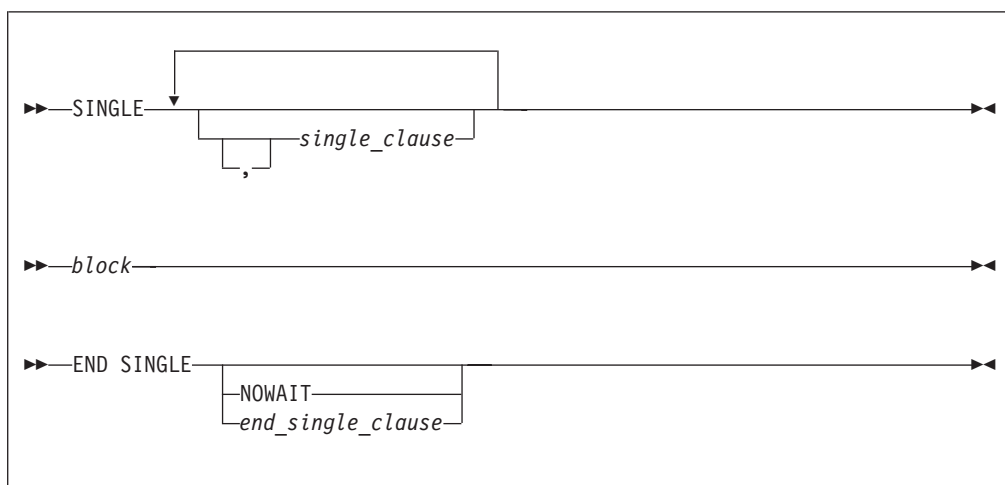 SINGLE
single_clause
,
block
END SINGLE
NOWAIT
end_single_clause